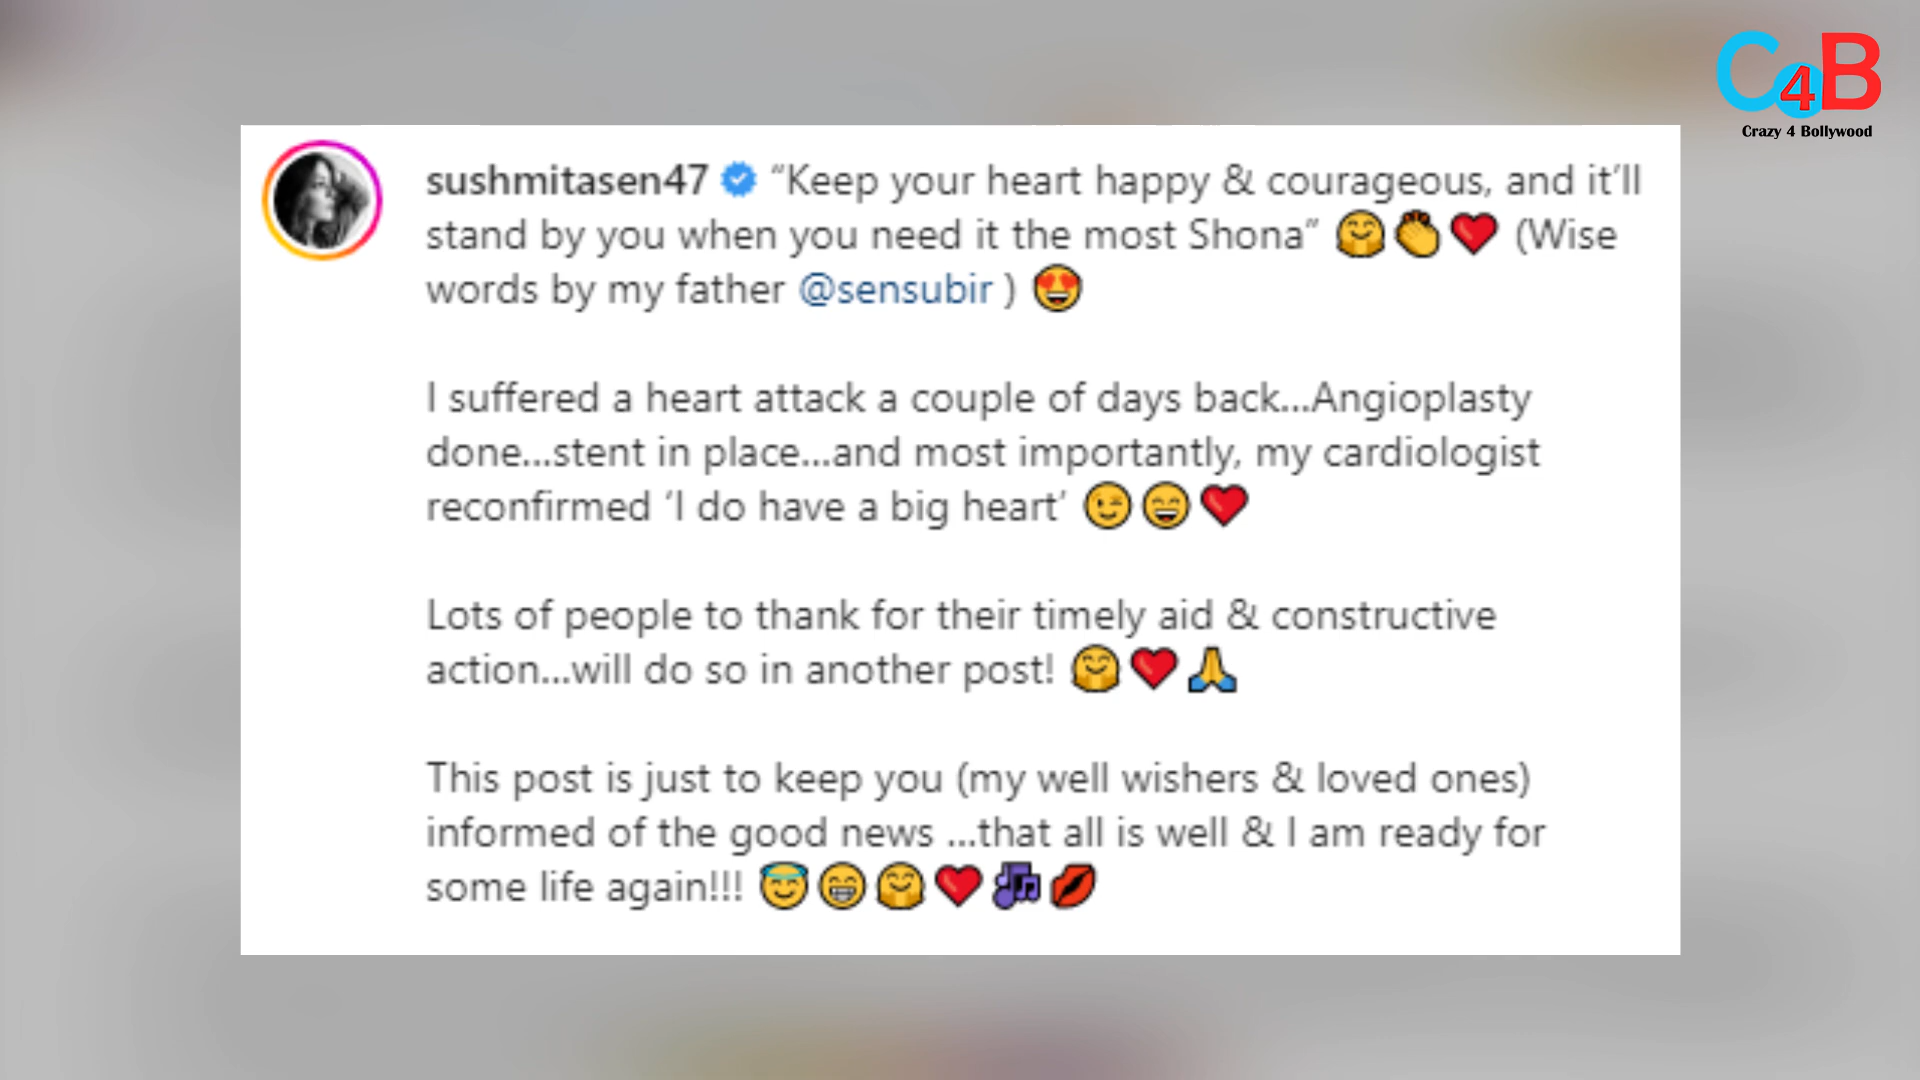 C4B
Crazy 4 Bollywood
sushmitasen47 “Keep your heart happy & courageous, and it’ll
stand by you when you need it the most Shona” 🤗👏❤️ (Wise
words by my father @sensubir ) 😍
I suffered a heart attack a couple of days back...Angioplasty
done...stent in place...and most importantly, my cardiologist
reconfirmed ‘I do have a big heart’ 😉😄❤️
Lots of people to thank for their timely aid & constructive
action...will do so in another post! 🤗❤️🙏
This post is just to keep you (my well wishers & loved ones)
informed of the good news ...that all is well & I am ready for
some life again!!! 😇😁🤗❤️🎶💋